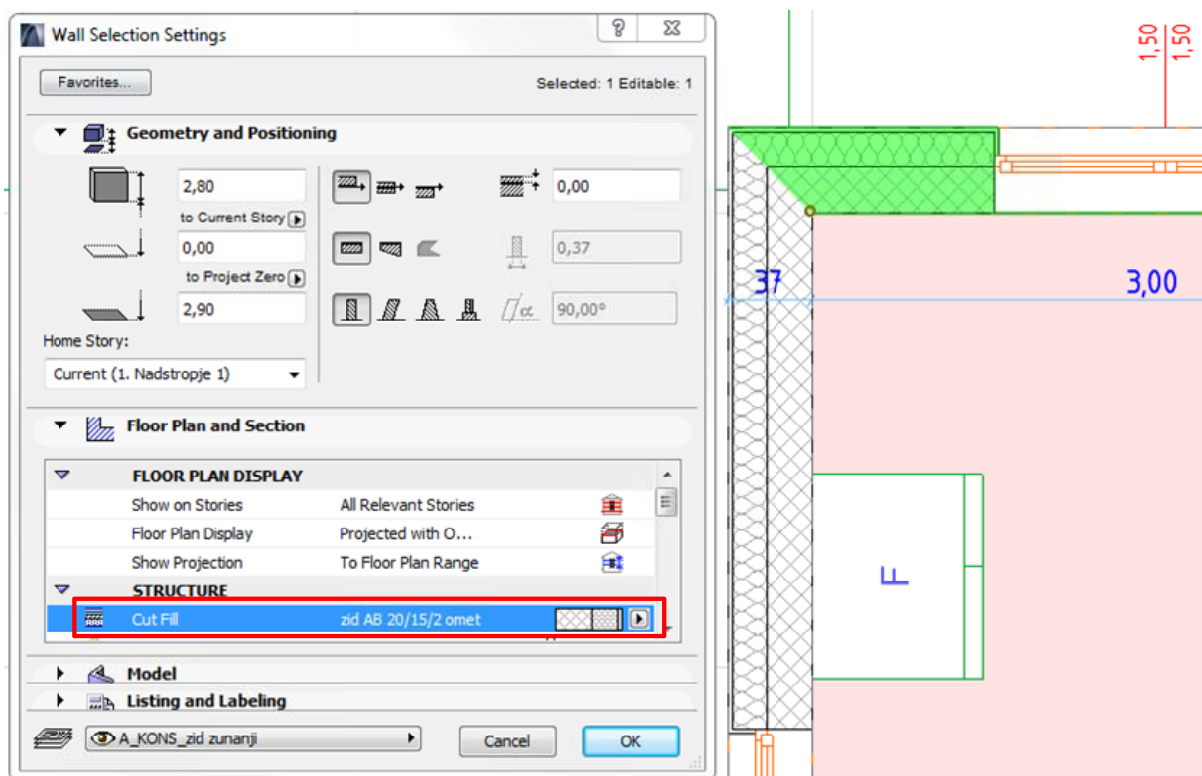 Wall Selection Settings
Favorites...
Selected: 1 Editable: 1
Geometry and Positioning
2,80
0,00
to Current Story
0,00
0,37
to Project Zero
2,90
α
90,00°
Home Story:
Current (1. Nadstropje 1)
Floor Plan and Section
FLOOR PLAN DISPLAY
Show on Stories All Relevant Stories
Floor Plan Display Projected with O...
Show Projection To Floor Plan Range
STRUCTURE
Cut Fill zid AB 20/15/2 omet
Model
Listing and Labeling
A_KONS_zid zunanji
Cancel
OK
1,50
1,50
37
3,00
F